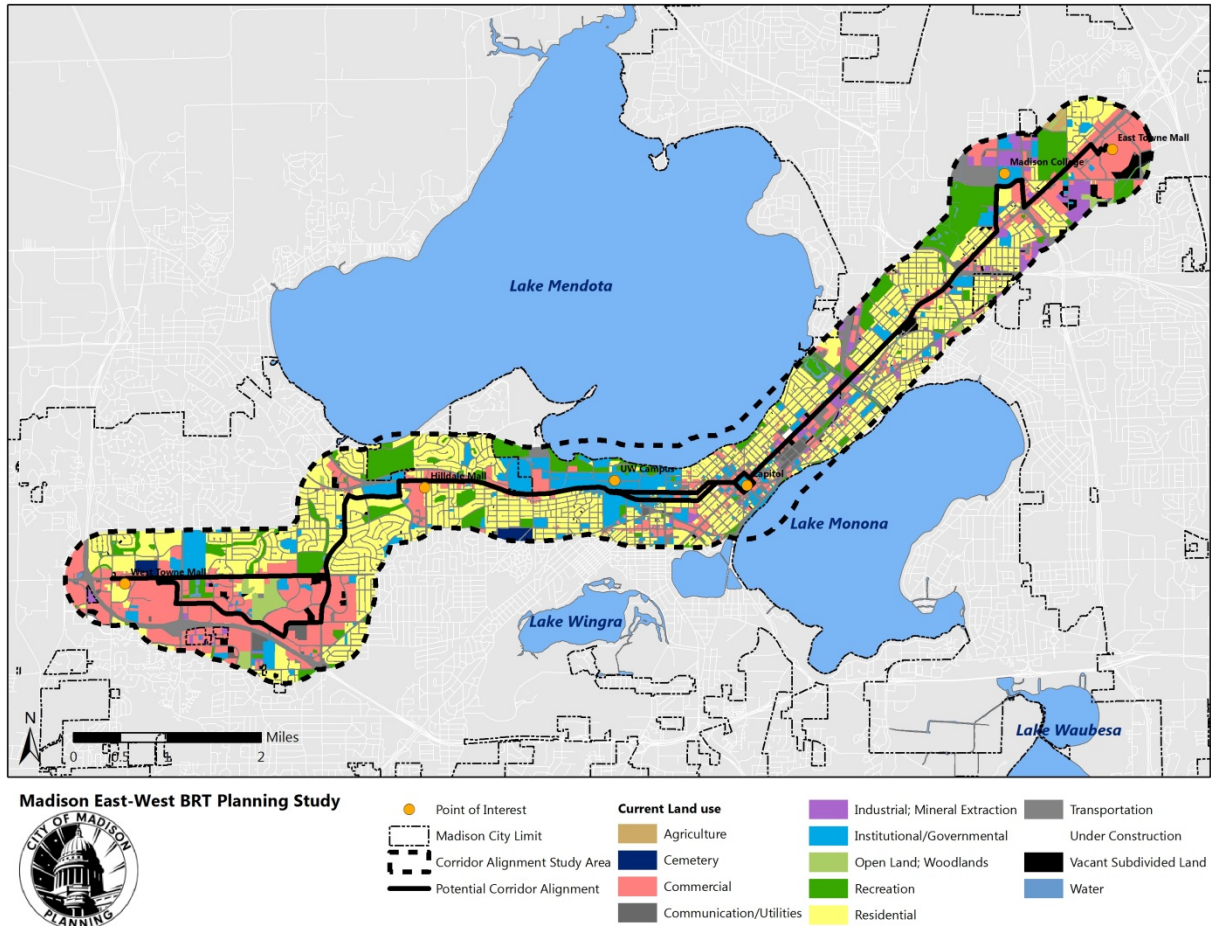 East Towne Mall
Madison College
Lake Mendota
UW Campus
Hilldale Mall
Capitol
Lake Monona
West Towne Mall
Lake Wingra
Lake Waubesa
N
Miles
0 0.5 1 2
Madison East-West BRT Planning Study
CITY OF MADISON
PLANNING
Point of Interest
Madison City Limit
Corridor Alignment Study Area
Potential Corridor Alignment
Current Land use
Agriculture
Cemetery
Commercial
Communication/Utilities
Industrial; Mineral Extraction
Institutional/Governmental
Open Land; Woodlands
Recreation
Residential
Transportation
Under Construction
Vacant Subdivided Land
Water